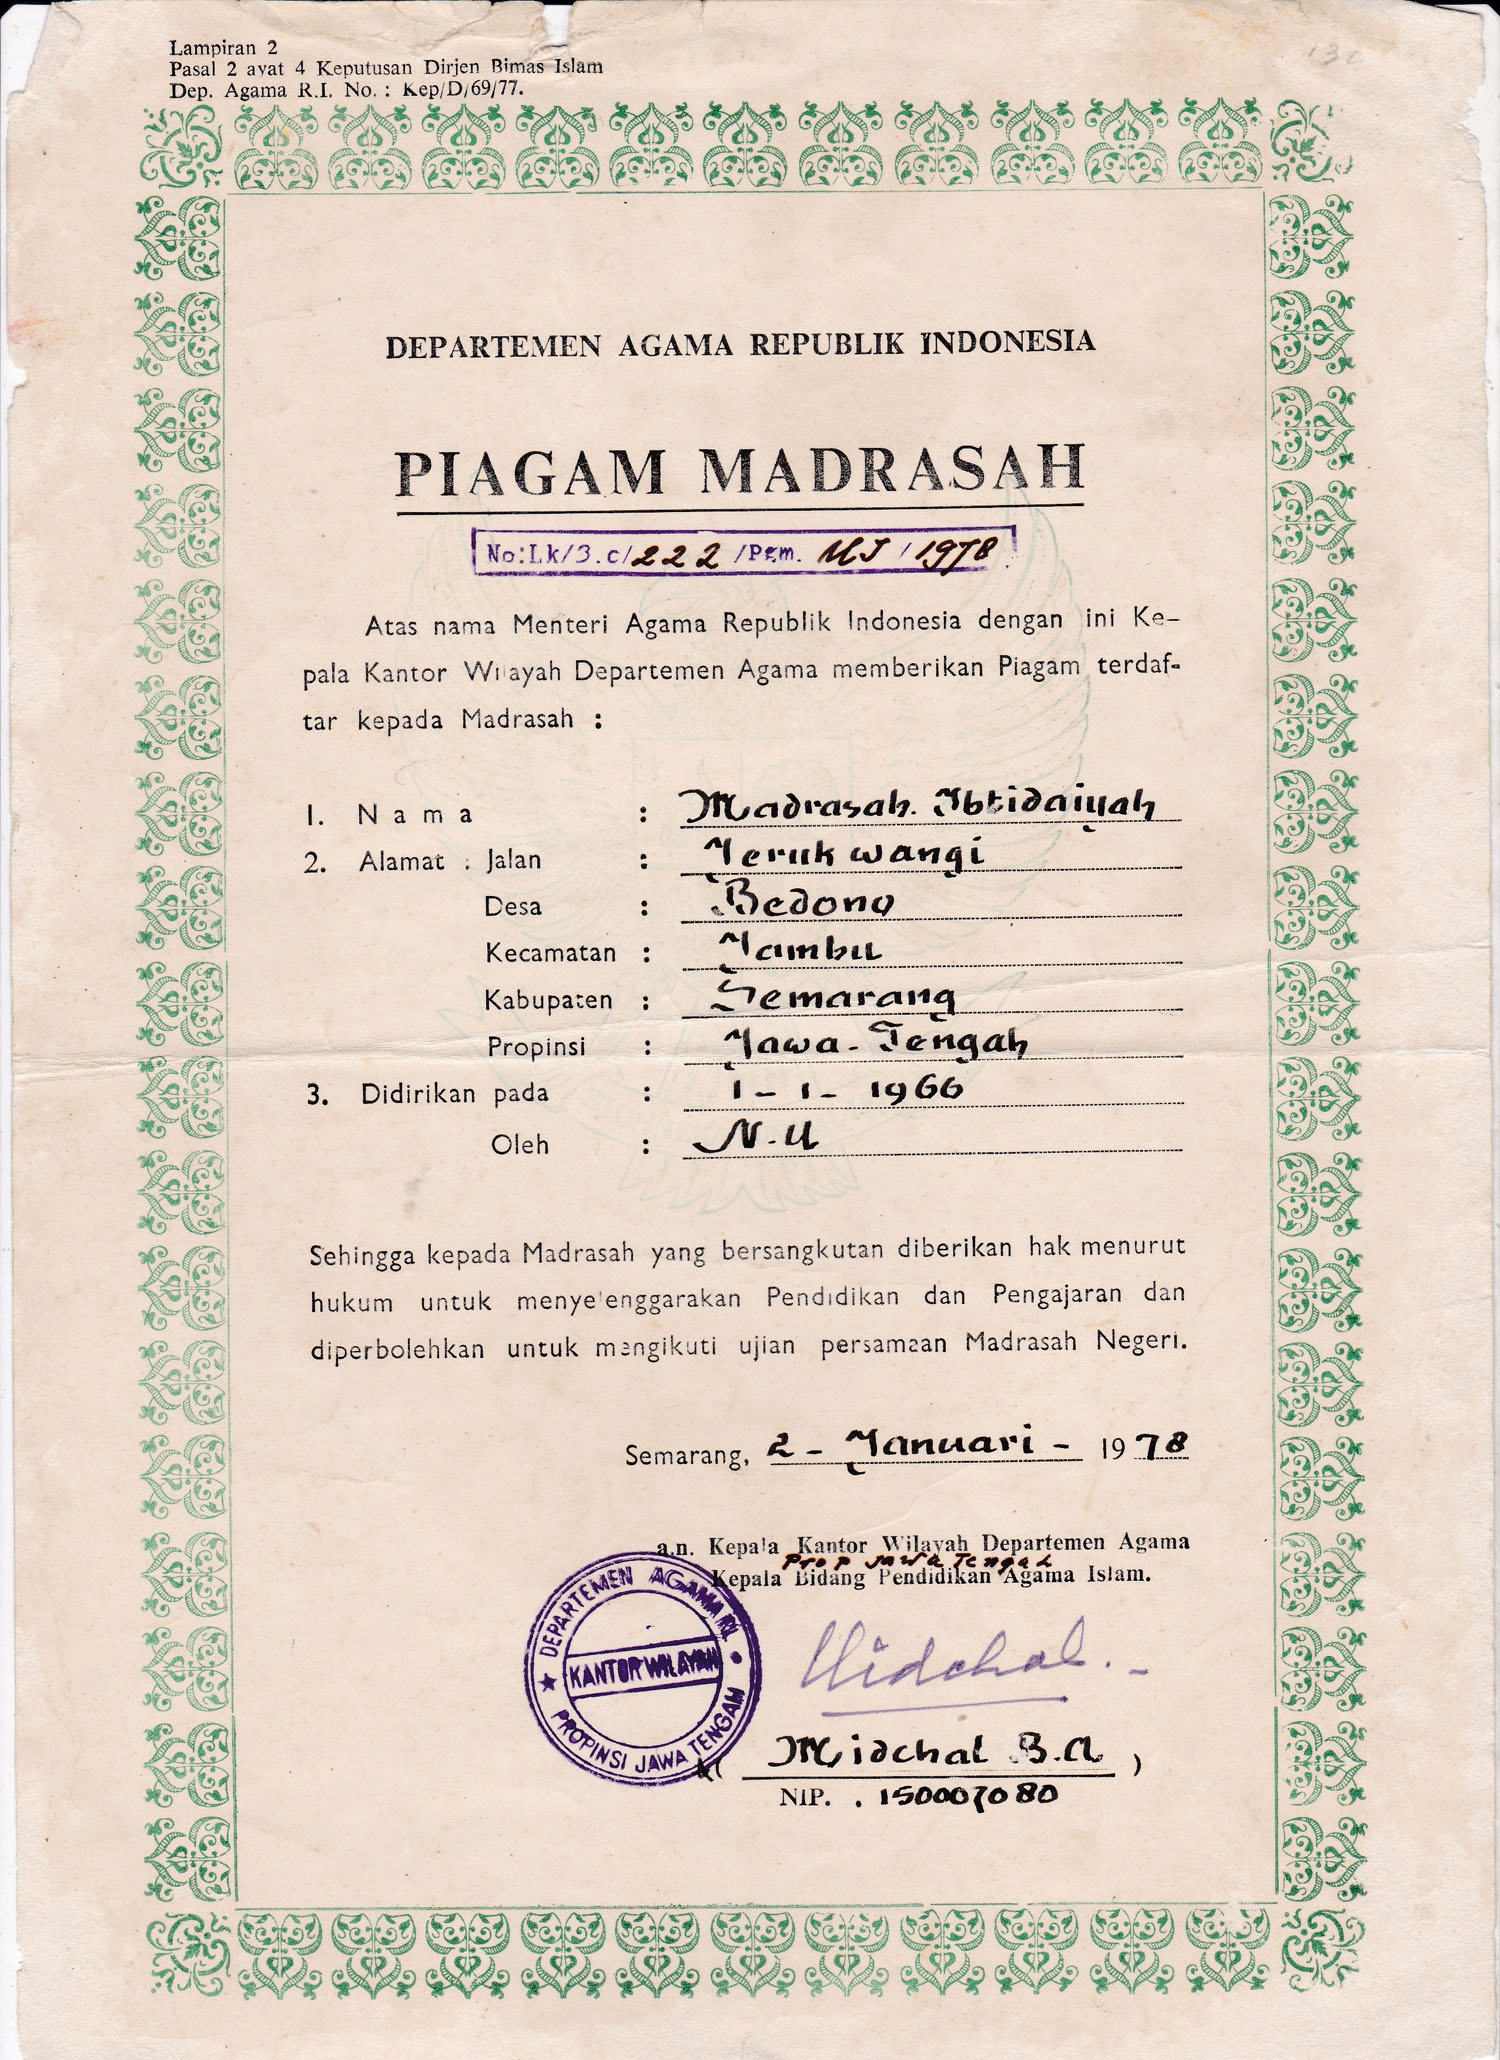 Lampiran 2
Pasal 2 ayat 4 Keputusan Dirjen Bimas Islam
Dep. Agama R.I. No. : Kep/D/69/77.
DEPARTEMEN AGAMA REPUBLIK INDONESIA
PIAGAM MADRASAH
No:Lk/3.c/222/Pgm. MI/1978
Atas nama Menteri Agama Republik Indonesia dengan ini Ke-
pala Kantor Wilayah Departemen Agama memberikan Piagam terdaf-
tar kepada Madrasah :
1. Nama : Madrasah. Ibtidaiyah
2. Alamat : Jalan : Jeruk wangi
Desa : Bedono
Kecamatan : Jambu
Kabupaten : Semarang
Propinsi : Jawa-Tengah
3. Didirikan pada : 1-1-1966
Oleh : N.U
Sehingga kepada Madrasah yang bersangkutan diberikan hak menurut
hukum untuk menyelenggarakan Pendidikan dan Pengajaran dan
diperbolehkan untuk mengikuti ujian persamaan Madrasah Negeri.
Semarang, 2-Januari-1978
a.n. Kepala Kantor Wilayah Departemen Agama
Prop Jawa Tengah
Kepala Bidang Pendidikan Agama Islam.
DEPARTEMEN AGAMA RI.
KANTOR WILAYAH
PROPINSI JAWA TENGAH
Midchal.-
( Midchal B.A )
NIP. . 150007080